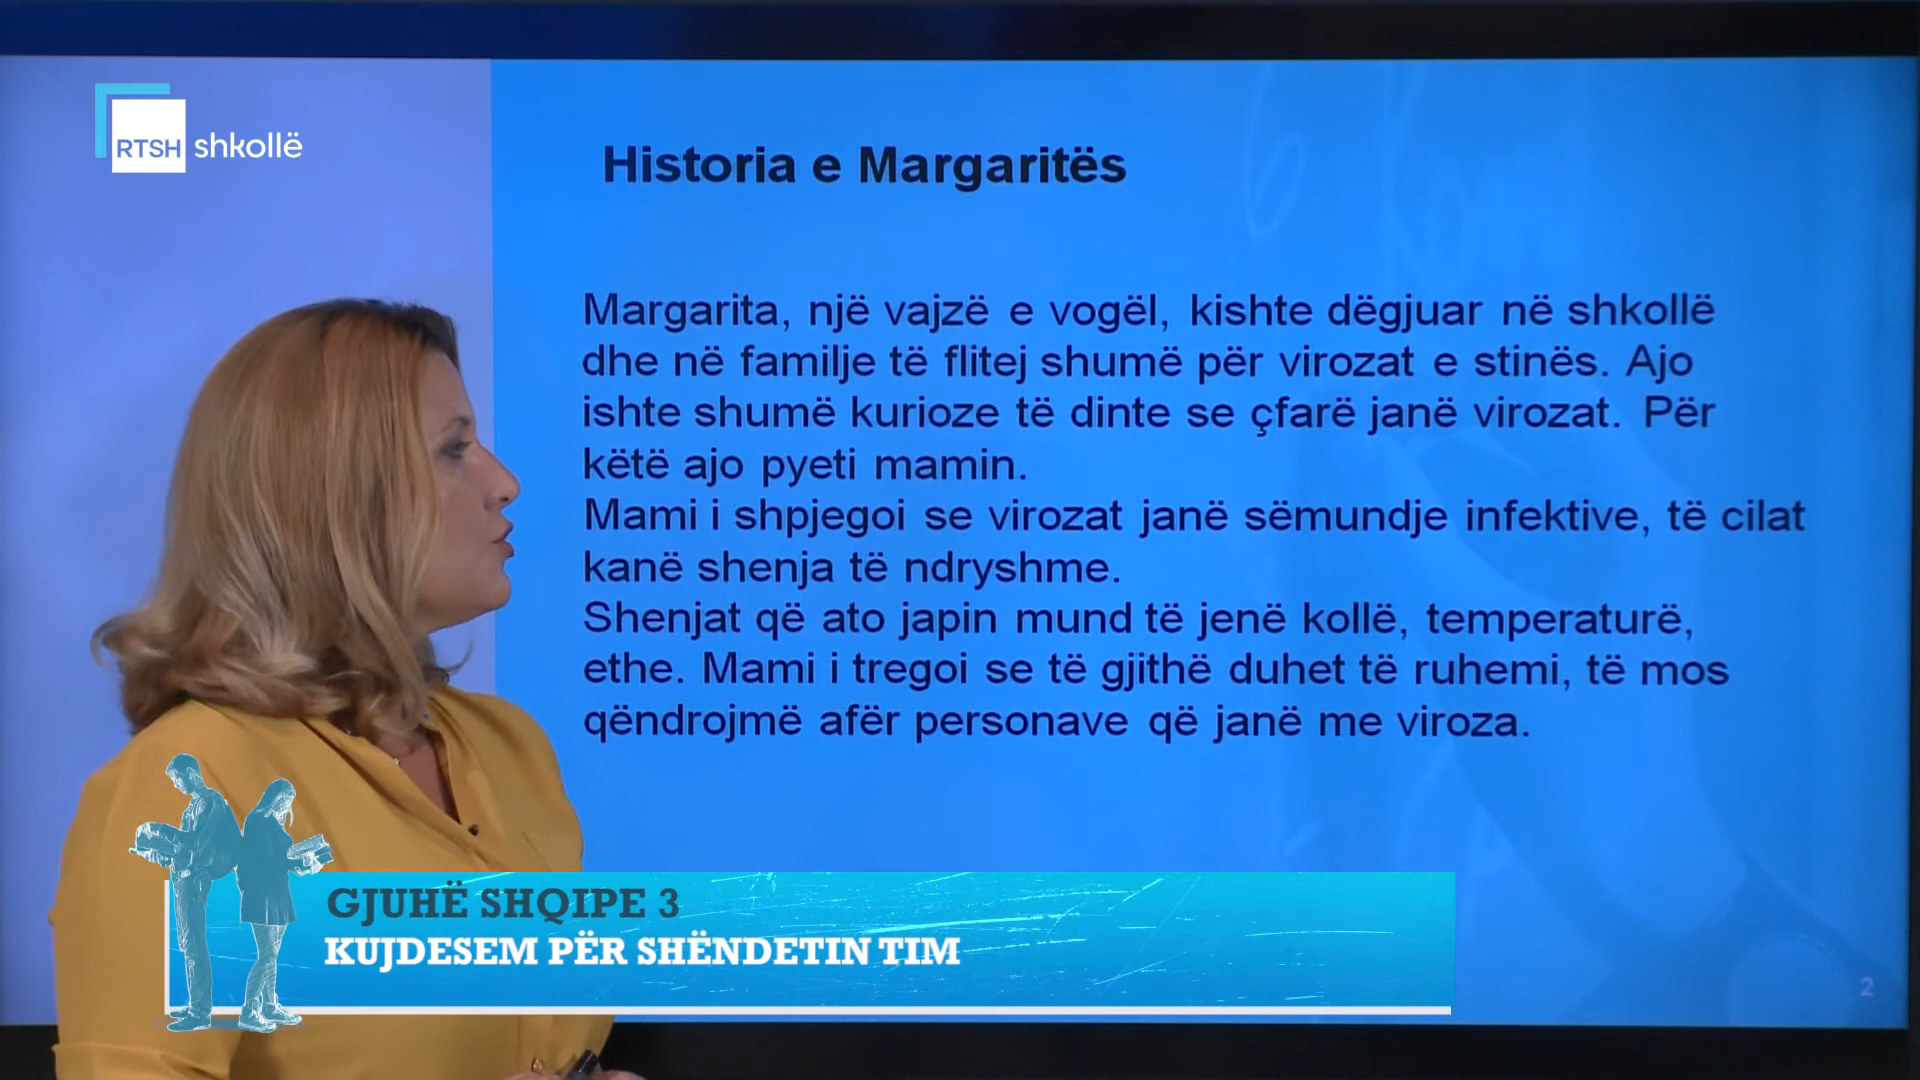 RTSH shkollë
Historia e Margaritës
Margarita, një vajzë e vogël, kishte dëgjuar në shkollë
dhe në familje të flitej shumë për virozat e stinës. Ajo
ishte shumë kurioze të dinte se çfarë janë virozat. Për
këtë ajo pyeti mamin.
Mami i shpjegoi se virozat janë sëmundje infektive, të cilat
kanë shenja të ndryshme.
Shenjat që ato japin mund të jenë kollë, temperaturë,
ethe. Mami i tregoi se të gjithë duhet të ruhemi, të mos
qëndrojmë afër personave që janë me viroza.
GJUHË SHQIPE 3
KUJDESEM PËR SHËNDETIN TIM
2